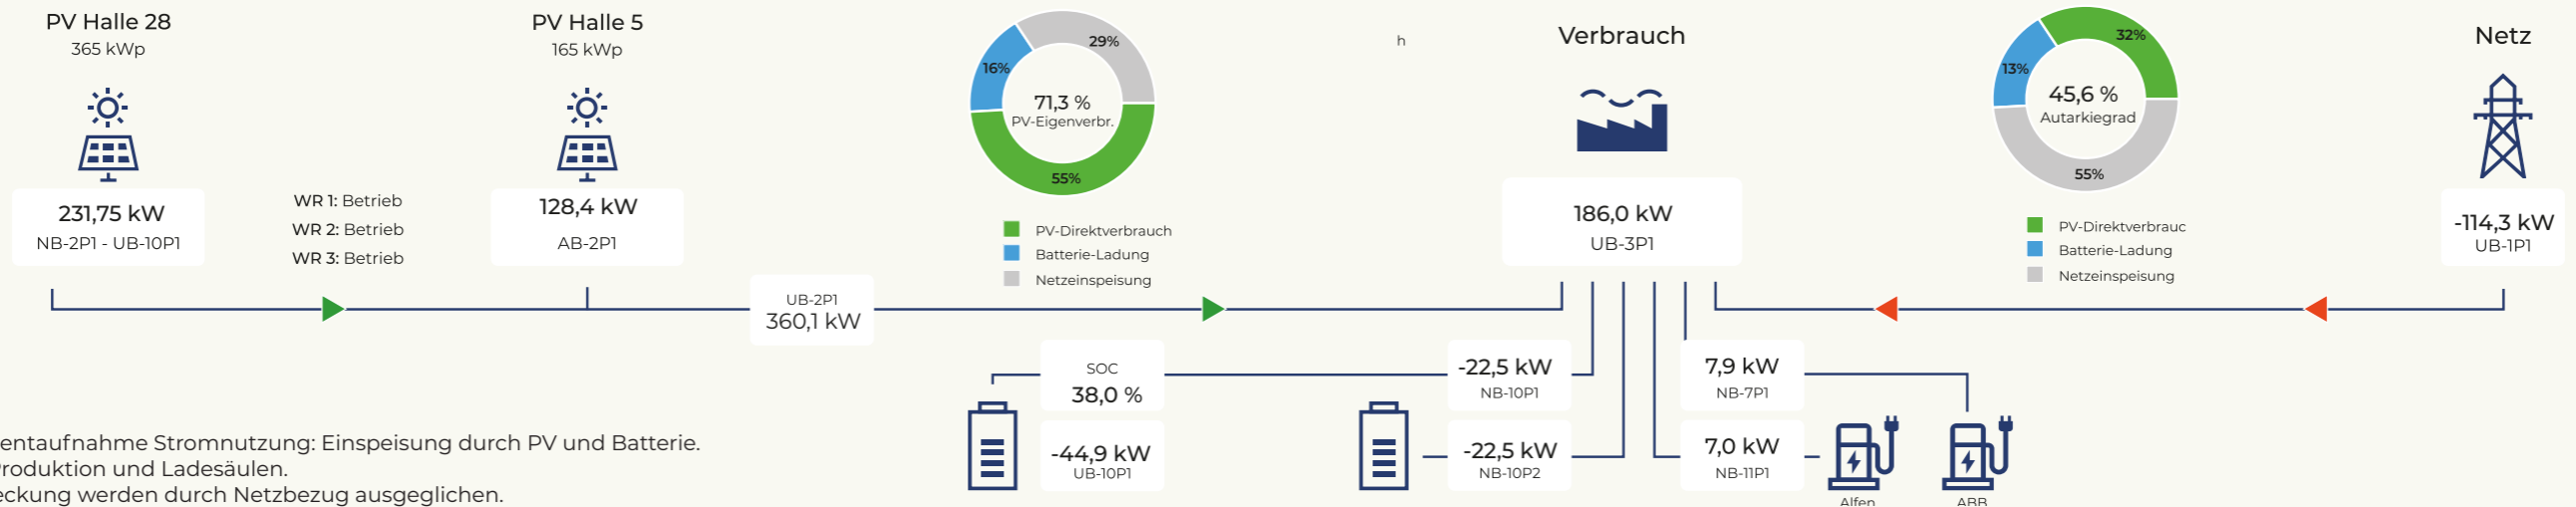 PV Halle 28
365 kWp
231,75 kW
NB-2P1 - UB-10P1
WR 1: Betrieb
WR 2: Betrieb
WR 3: Betrieb
PV Halle 5
165 kWp
128,4 kW
AB-2P1
UB-2P1
360,1 kW
29%
16%
71,3 %
PV-Eigenverbr.
55%
PV-Direktverbrauch
Batterie-Ladung
Netzeinspeisung
h
Verbrauch
186,0 kW
UB-3P1
32%
13%
45,6 %
Autarkiegrad
55%
PV-Direktverbrauc
Batterie-Ladung
Netzeinspeisung
Netz
-114,3 kW
UB-1P1
SOC
38,0 %
-44,9 kW
UB-10P1
-22,5 kW
NB-10P1
-22,5 kW
NB-10P2
7,9 kW
NB-7P1
7,0 kW
NB-11P1
Alfen
ABB
entaufnahme Stromnutzung: Einspeisung durch PV und Batterie.
Produktion und Ladesäulen.
eckung werden durch Netzbezug ausgeglichen.